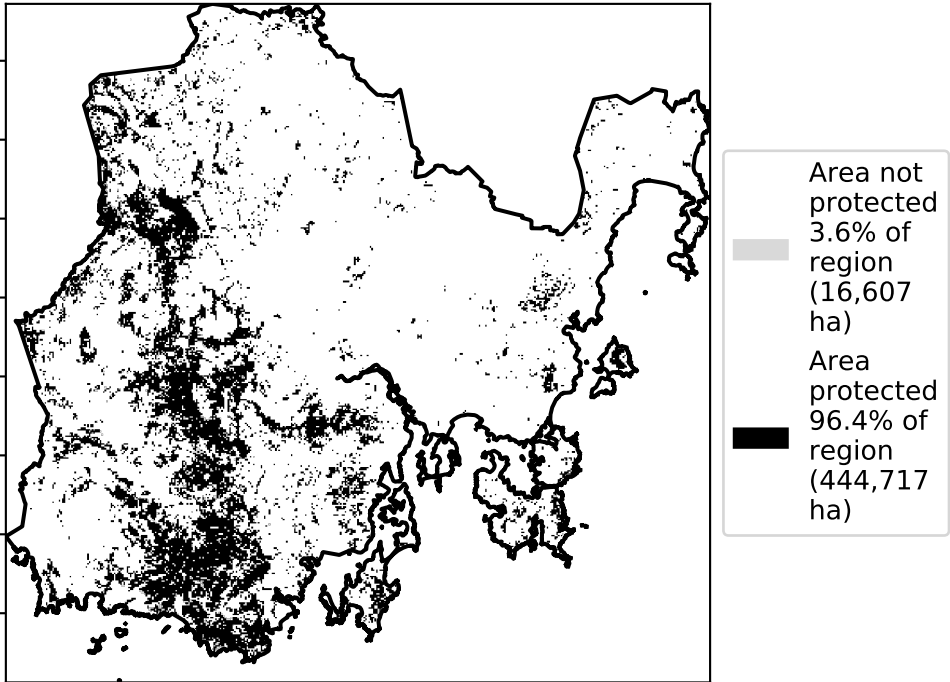 Area not
protected
3.6% of
region
(16,607
ha)
Area
protected
96.4% of
region
(444,717
ha)